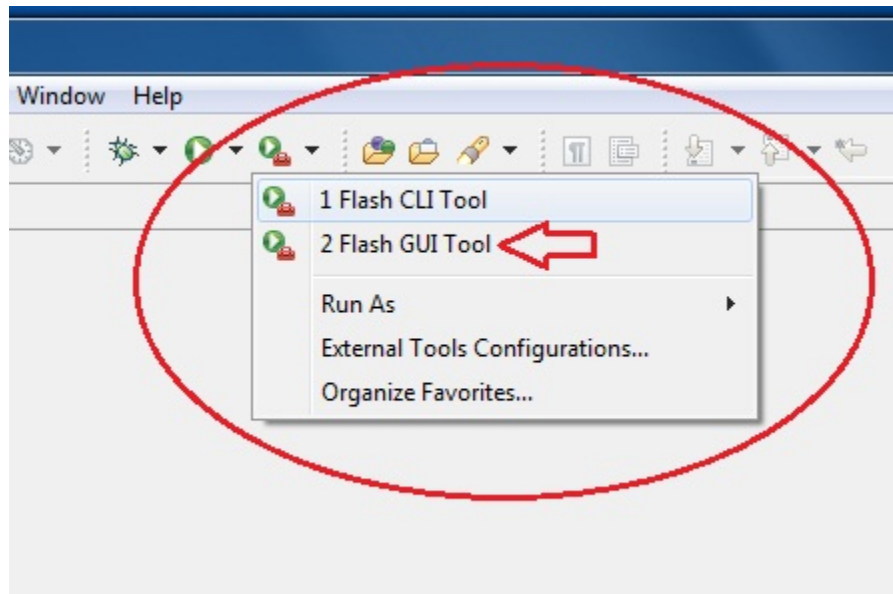 Window Help
1 Flash CLI Tool
2 Flash GUI Tool
Run As
External Tools Configurations...
Organize Favorites...